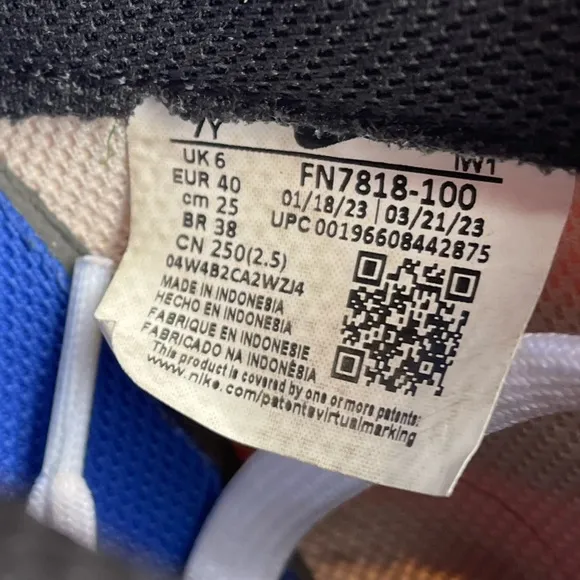 7Y
UK 6
EUR 40
cm 25
BR 38
CN 250(2.5)
04W4B2CA2WZJ4
IW1
FN7818-100
01/18/23 | 03/21/23
UPC 00196608442875
MADE IN INDONESIA
HECHO EN INDONESIA
FABRIQUE EN INDONESIE
FABRICADO NA INDONÉSIA
This product is covered by one or more patents:
www.nike.com/patentsvirtualmarking